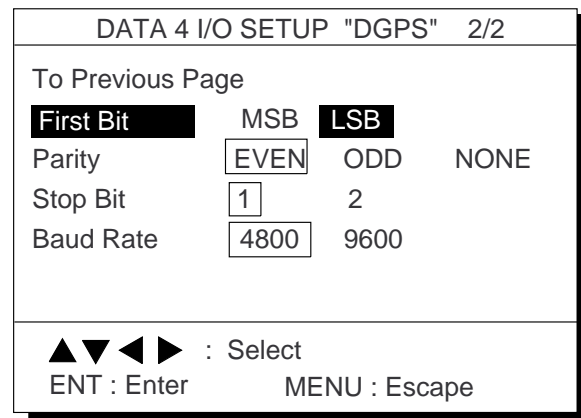 DATA 4 I/O SETUP "DGPS" 2/2
To Previous Page
First Bit MSB LSB
Parity EVEN ODD NONE
Stop Bit 1 2
Baud Rate 4800 9600
▲▼◀▶ : Select
ENT : Enter MENU : Escape